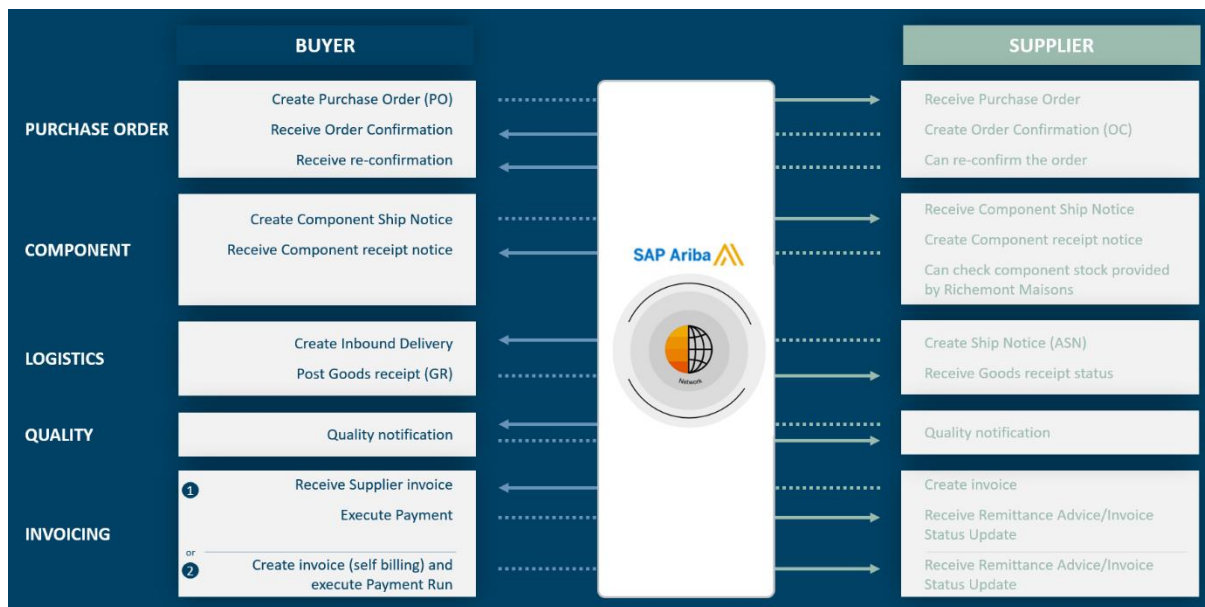 BUYER
SUPPLIER
PURCHASE ORDER
Create Purchase Order (PO)
Receive Order Confirmation
Receive re-confirmation
Receive Purchase Order
Create Order Confirmation (OC)
Can re-confirm the order
COMPONENT
Create Component Ship Notice
Receive Component receipt notice
Receive Component Ship Notice
Create Component receipt notice
Can check component stock provided
by Richemont Maisons
SAP Ariba
Network
LOGISTICS
Create Inbound Delivery
Post Goods receipt (GR)
Create Ship Notice (ASN)
Receive Goods receipt status
QUALITY
Quality notification
Quality notification
INVOICING
1
Receive Supplier invoice
Execute Payment
or
2
Create invoice (self billing) and
execute Payment Run
Create invoice
Receive Remittance Advice/Invoice
Status Update
Receive Remittance Advice/Invoice
Status Update